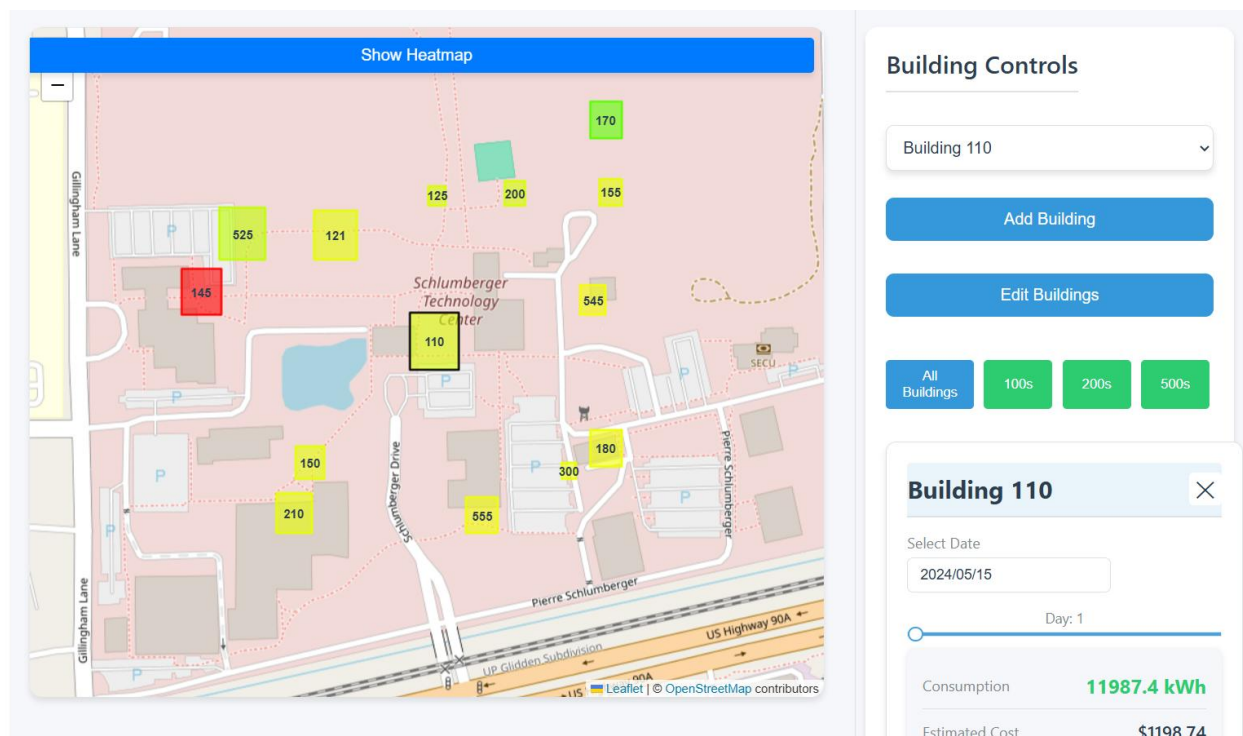 Show Heatmap
−
170
125
200
155
Gillingham Lane
P
525
121
145
Schlumberger
Technology
Center
545
110
SECU
P
P
P
P
180
150
P
P
300
P
210
555
Schlumberger Drive
Pierre Schlumberger
P
Gillingham Lane
Pierre Schlumberger
US Highway 90A
UP Glidden Subdivision
P
90A
US
Leaflet | © OpenStreetMap contributors
Building Controls
Building 110
Add Building
Edit Buildings
All
Buildings
100s
200s
500s
Building 110
Select Date
2024/05/15
Day: 1
Consumption
11987.4 kWh
Estimated Cost
$1198.74